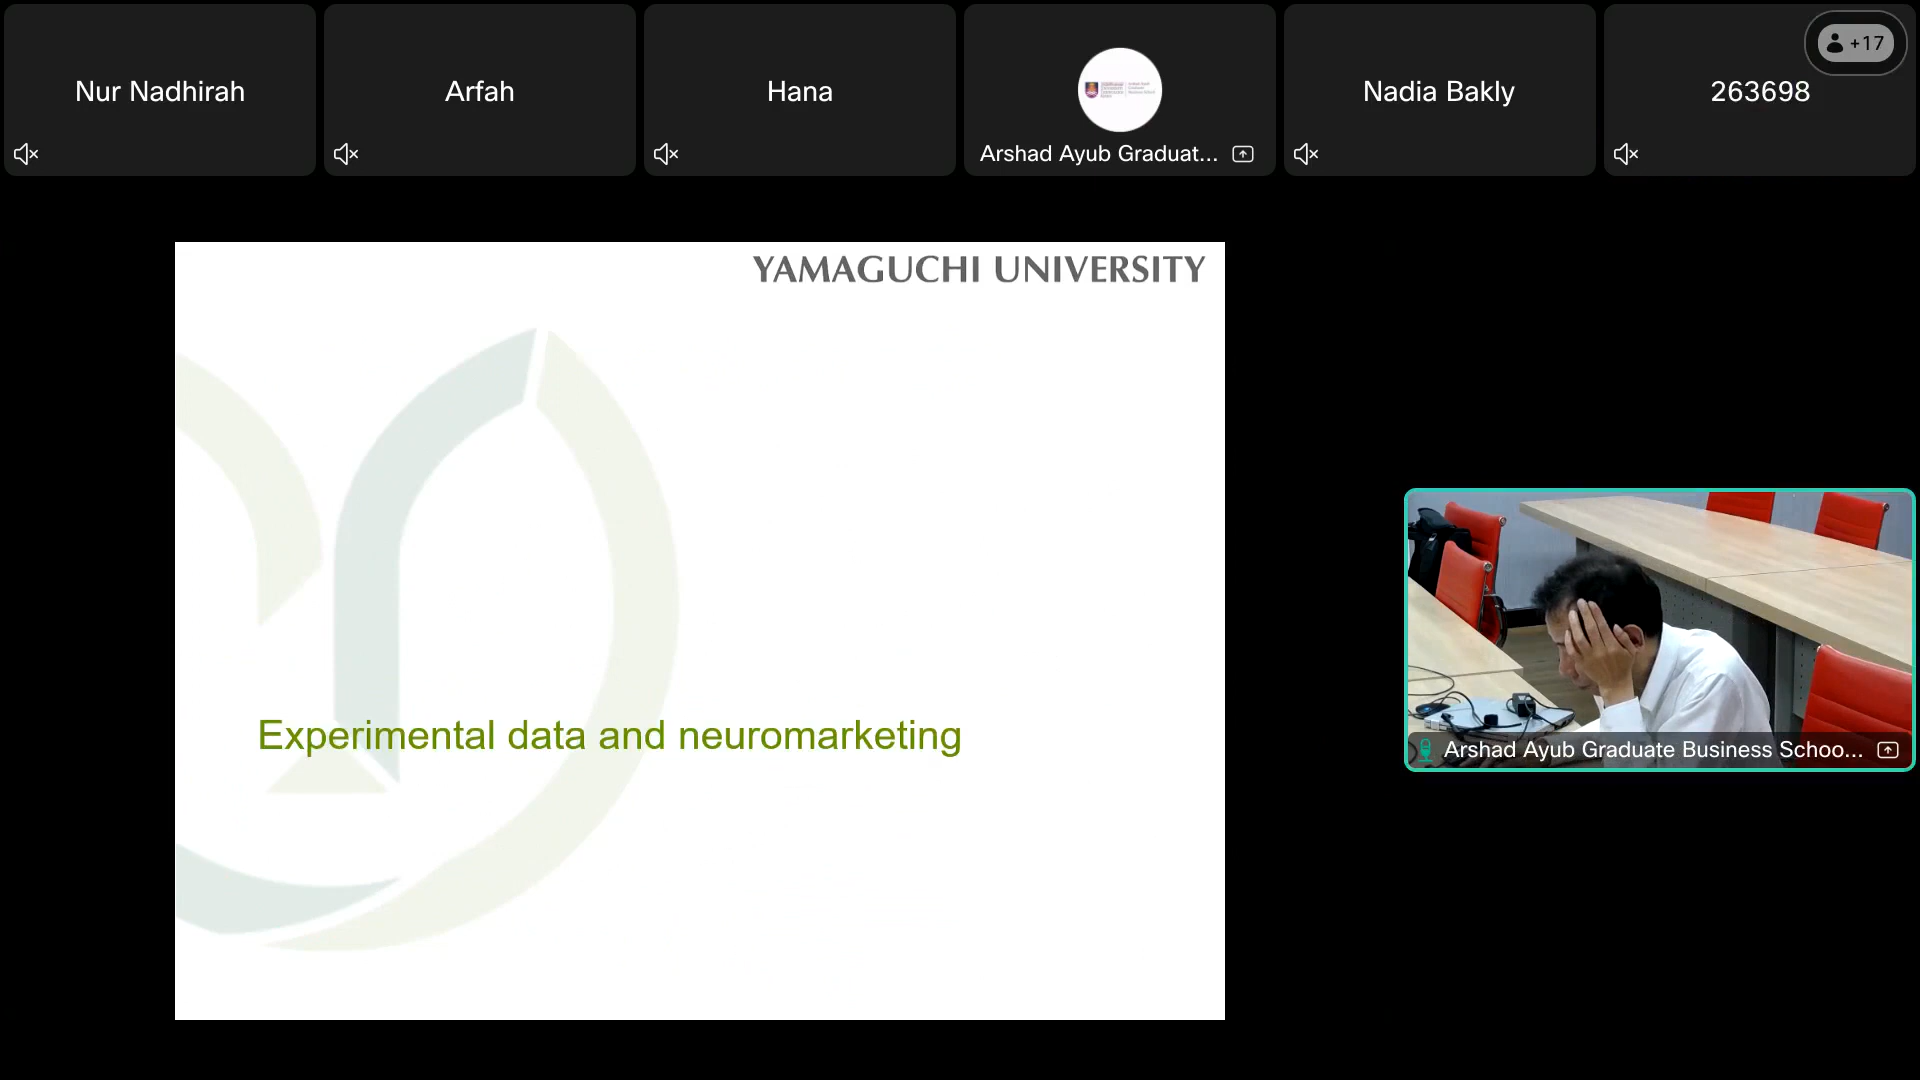 Nur Nadhirah
Arfah
Hana
Arshad Ayub Graduat...
Nadia Bakly
263698
+17
YAMAGUCHI UNIVERSITY
Experimental data and neuromarketing
Arshad Ayub Graduate Business Schoo...